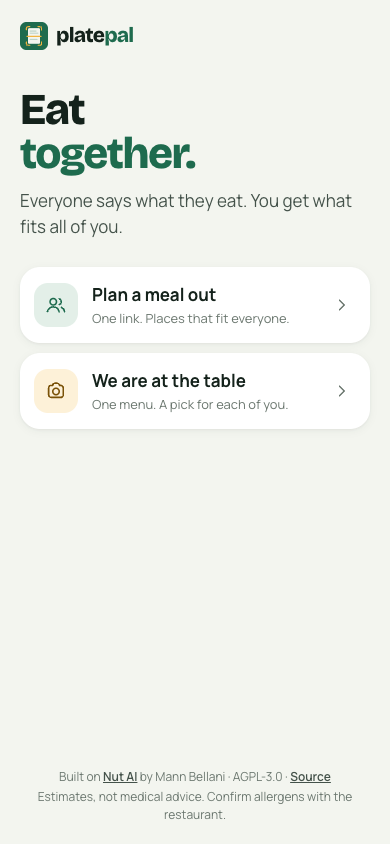 platepal
Eat
together.
Everyone says what they eat. You get what
fits all of you.
Plan a meal out
One link. Places that fit everyone.
We are at the table
One menu. A pick for each of you.
Built on Nut AI by Mann Bellani · AGPL-3.0 · Source
Estimates, not medical advice. Confirm allergens with the
restaurant.